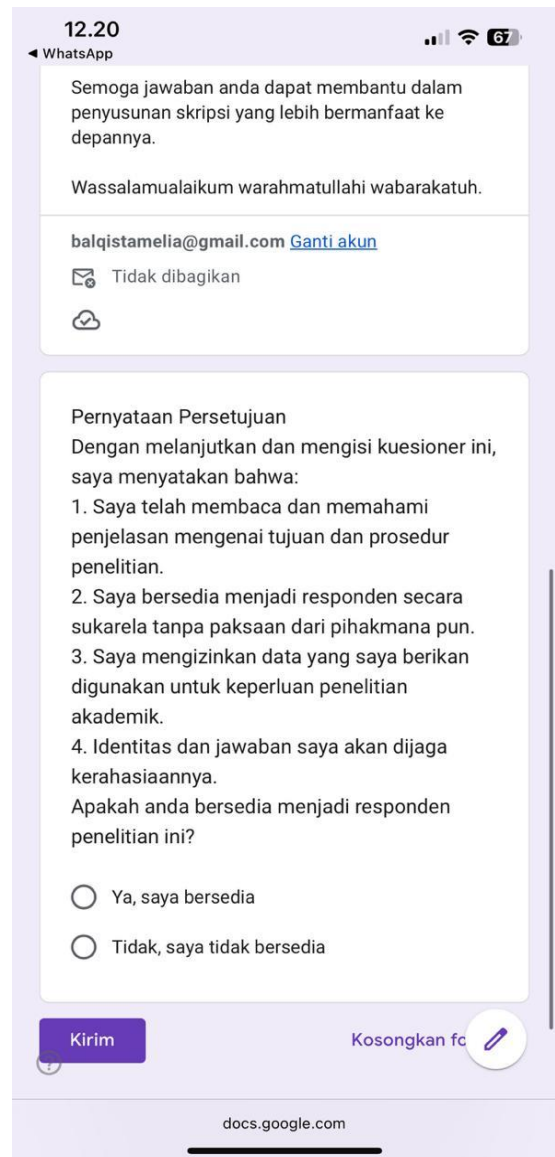 12.20
67
◀ WhatsApp
Semoga jawaban anda dapat membantu dalam
penyusunan skripsi yang lebih bermanfaat ke
depannya.
Wassalamualaikum warahmatullahi wabarakatuh.
balqistamelia@gmail.com Ganti akun
Tidak dibagikan
Pernyataan Persetujuan
Dengan melanjutkan dan mengisi kuesioner ini,
saya menyatakan bahwa:
1. Saya telah membaca dan memahami
penjelasan mengenai tujuan dan prosedur
penelitian.
2. Saya bersedia menjadi responden secara
sukarela tanpa paksaan dari pihakmana pun.
3. Saya mengizinkan data yang saya berikan
digunakan untuk keperluan penelitian
akademik.
4. Identitas dan jawaban saya akan dijaga
kerahasiaannya.
Apakah anda bersedia menjadi responden
penelitian ini?
Ya, saya bersedia
Tidak, saya tidak bersedia
Kirim
Kosongkan fo
?
docs.google.com